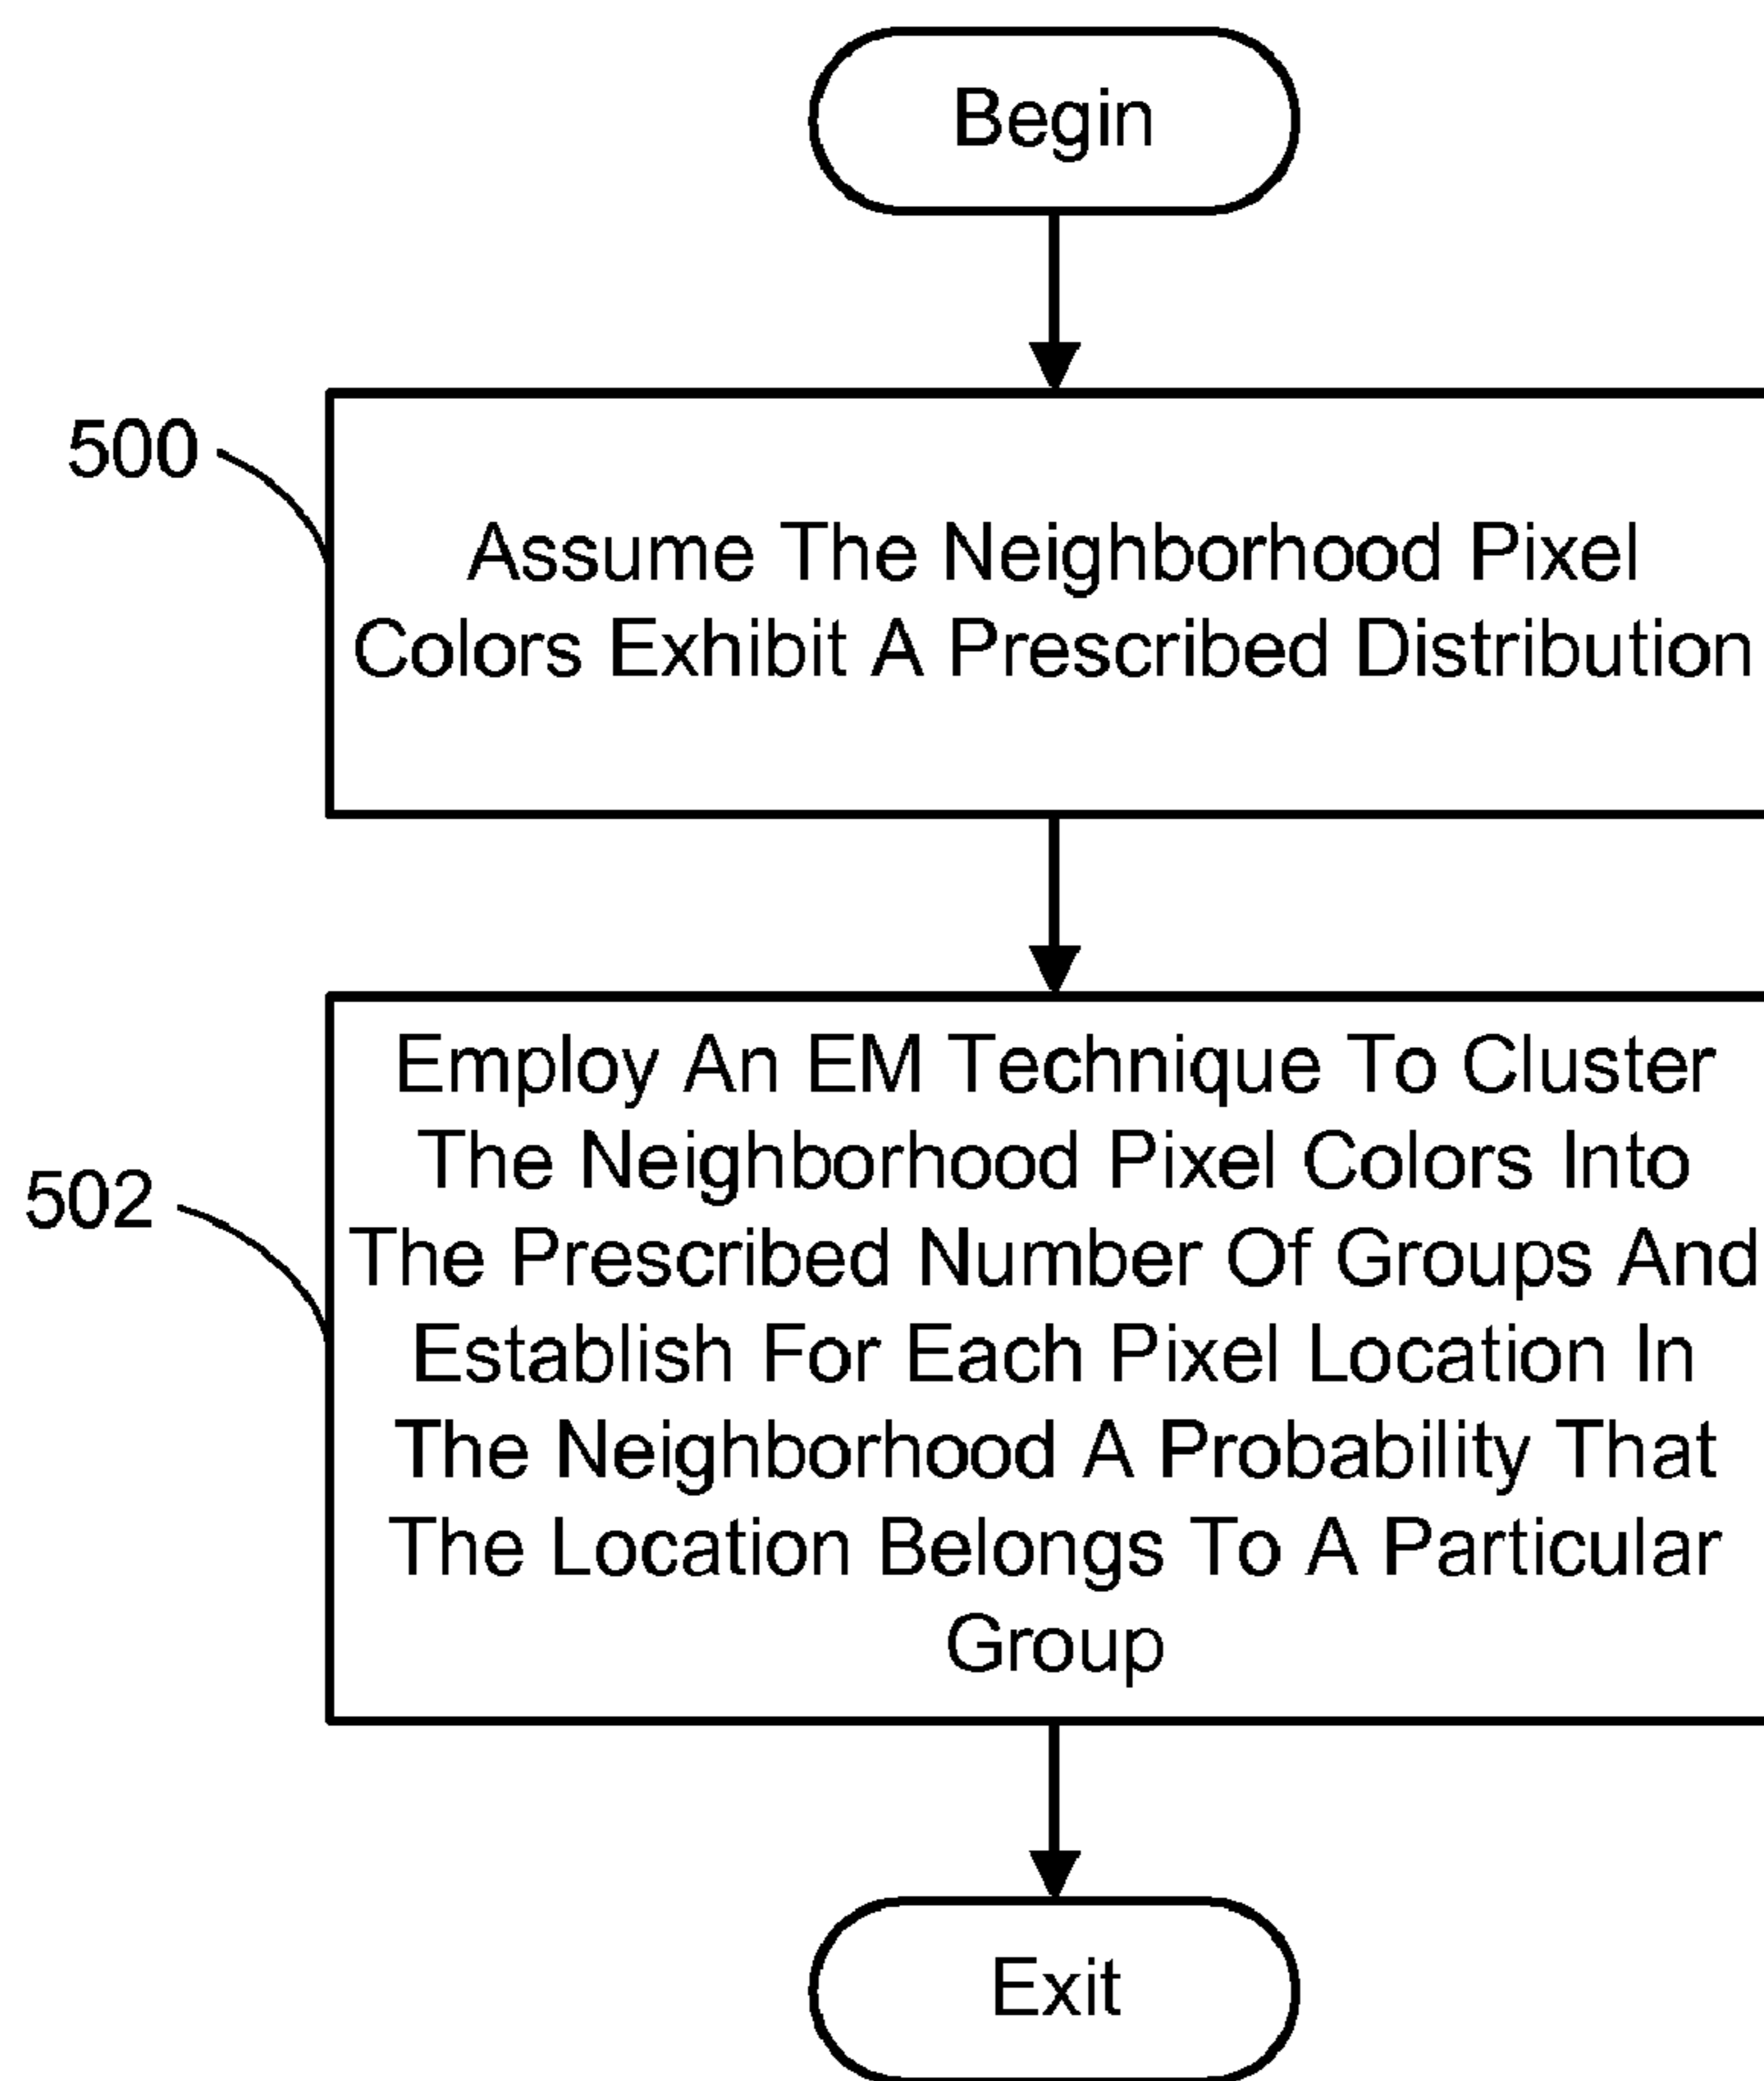 Begin
500
Assume The Neighborhood Pixel
Colors Exhibit A Prescribed Distribution
Employ An EM Technique To Cluster
The Neighborhood Pixel Colors Into
502
The Prescribed Number Of Groups And
Establish For Each Pixel Location In
The Neighborhood A Probability That
The Location Belongs To A Particular
Group
Exit